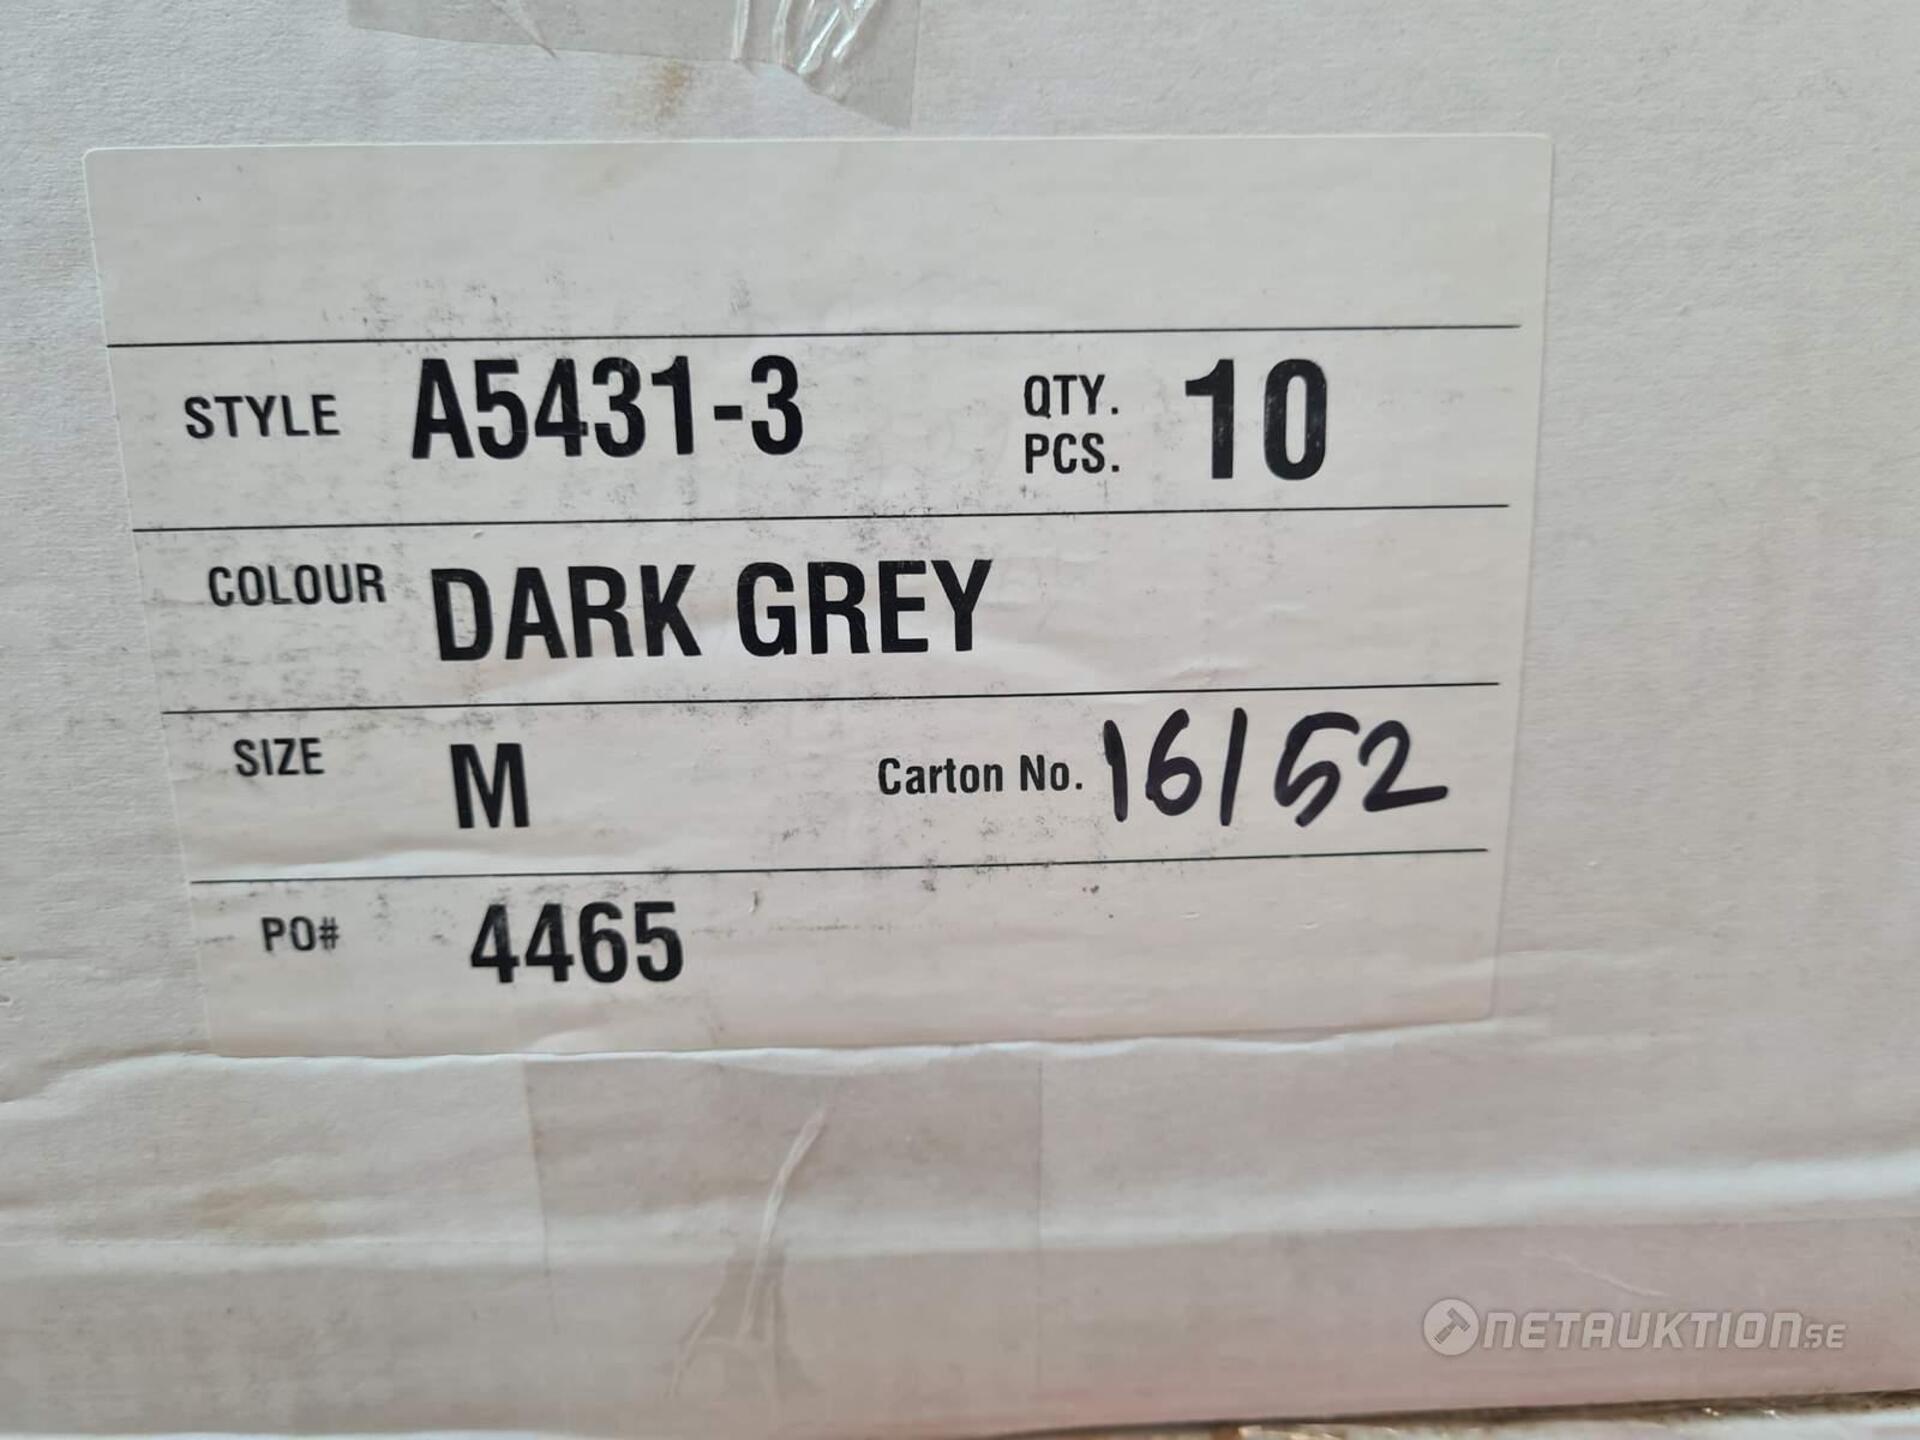 STYLE A5431-3 QTY. PCS. 10
COLOUR DARK GREY
SIZE M Carton No. 16/52
PO# 4465
NETAUKTION.SE